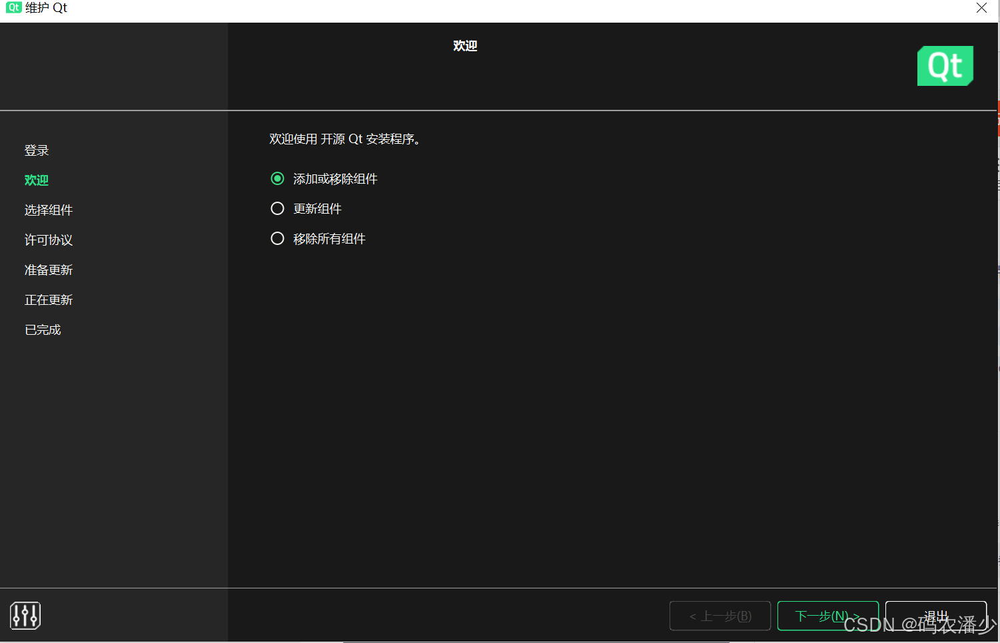 Qt 维护 Qt
欢迎
Qt
登录
欢迎
选择组件
许可协议
准备更新
正在更新
已完成
欢迎使用 开源 Qt 安装程序。
添加或移除组件
更新组件
移除所有组件
< 上一步(B)
下一步(N) >
退出
CSDN @码农潘少